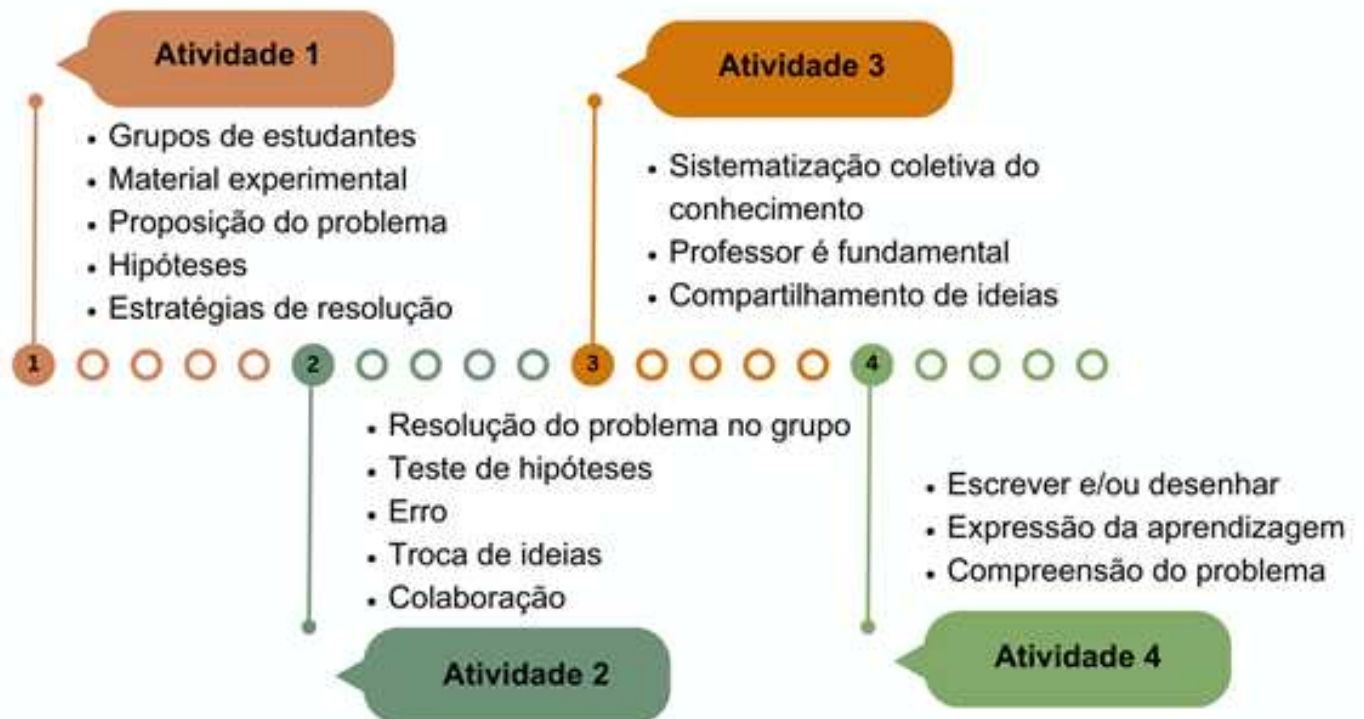 Atividade 1
• Grupos de estudantes
• Material experimental
• Proposição do problema
• Hipóteses
• Estratégias de resolução
Atividade 3
• Sistematização coletiva do
conhecimento
• Professor é fundamental
• Compartilhamento de ideias
1
2
3
4
• Resolução do problema no grupo
• Teste de hipóteses
• Erro
• Troca de ideias
• Colaboração
Atividade 2
• Escrever e/ou desenhar
• Expressão da aprendizagem
• Compreensão do problema
Atividade 4